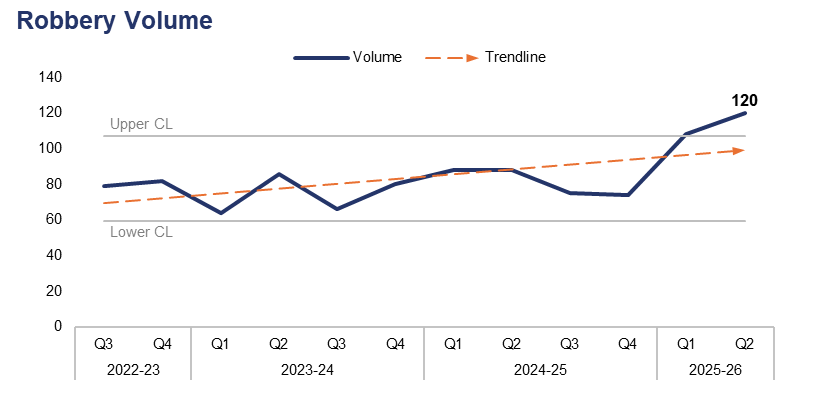 Robbery Volume
Volume Trendline
140
120
120
Upper CL
100
80
60
Lower CL
40
20
0
Q3 Q4 Q1 Q2 Q3 Q4 Q1 Q2 Q3 Q4 Q1 Q2
2022-23 2023-24 2024-25 2025-26